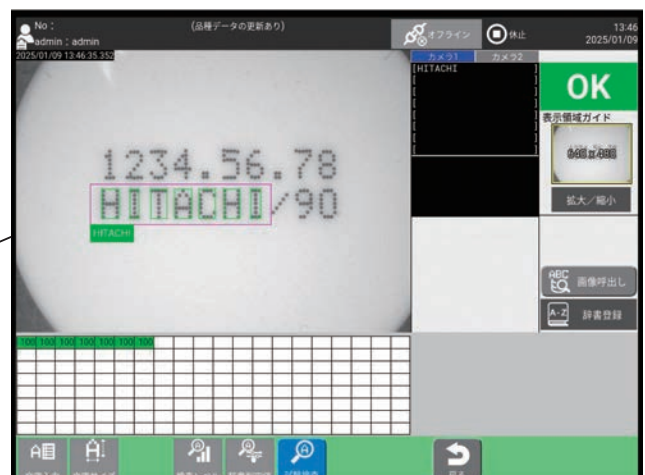 No :
admin : admin
(品種データの更新あり)
オフライン
休止
13:46
2025/01/09
2025/01/09 13:46:35.352
カメラ1
カメラ2
[HITACHI ]
[ ]
[ ]
[ ]
[ ]
[ ]
[ ]
[ ]
OK
表示領域ガイド
640 x 480
拡大/縮小
1234.56.78
HITACHI/90
HITACHI
ABC
画像呼出し
A-Z
辞書登録
100 100 100 100 100 100 100
戻る